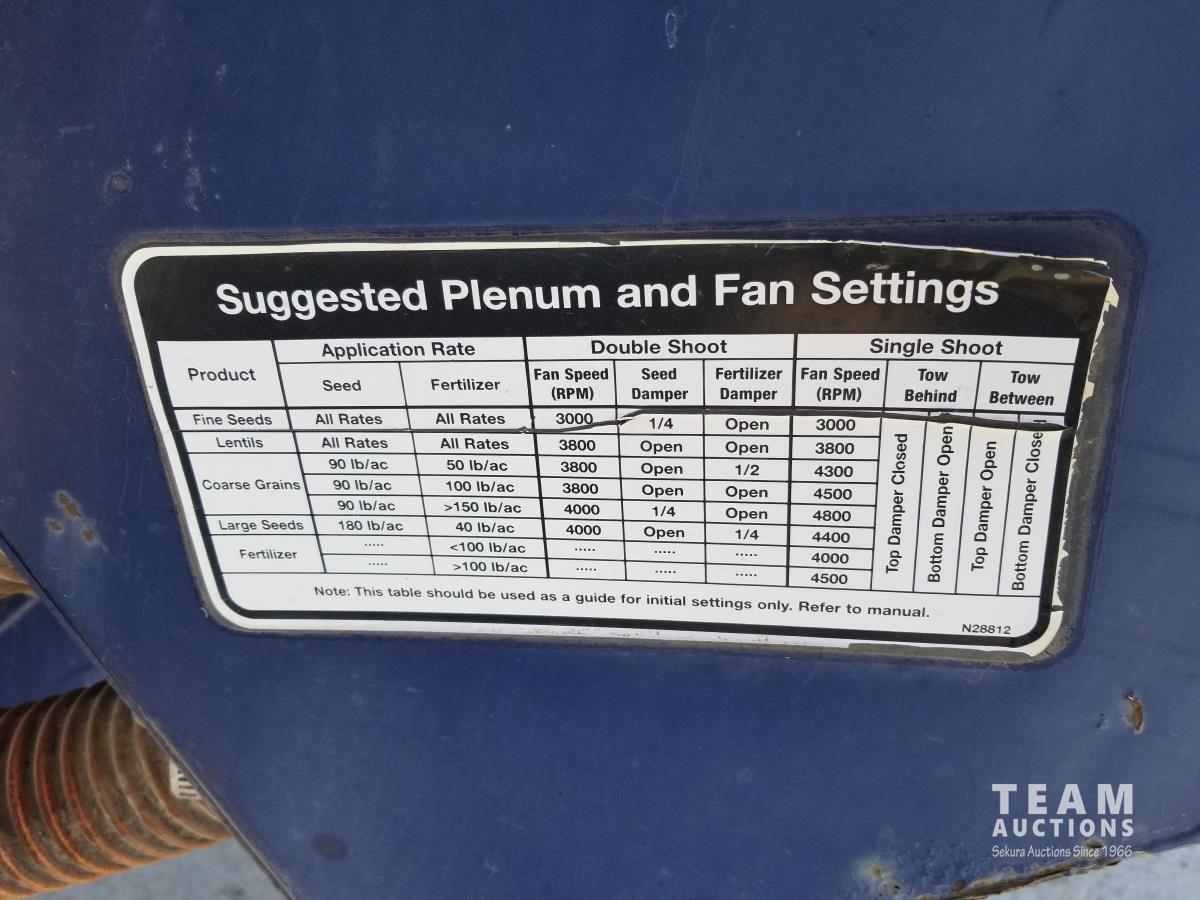 Suggested Plenum and Fan Settings
Product Application Rate Double Shoot Single Shoot
Seed Fertilizer Fan Speed (RPM) Seed Damper Fertilizer Damper Fan Speed (RPM) Tow Behind Tow Between
Fine Seeds All Rates All Rates 3000 1/4 Open 3000
Lentils All Rates All Rates 3800 Open Open 3800
Coarse Grains 90 lb/ac 50 lb/ac 3800 Open 1/2 4300
90 lb/ac 100 lb/ac 3800 Open Open 4500
90 lb/ac >150 lb/ac 4000 1/4 Open 4800
Large Seeds 180 lb/ac 40 lb/ac 4000 Open 1/4 4400
Fertilizer ..... <100 lb/ac ..... ..... ..... 4000
..... >100 lb/ac ..... ..... ..... 4500
Top Damper Closed
Bottom Damper Open
Top Damper Open
Bottom Damper Closed
Note: This table should be used as a guide for initial settings only. Refer to manual.
N28812
TEAM
AUCTIONS
Sekura Auctions Since 1966